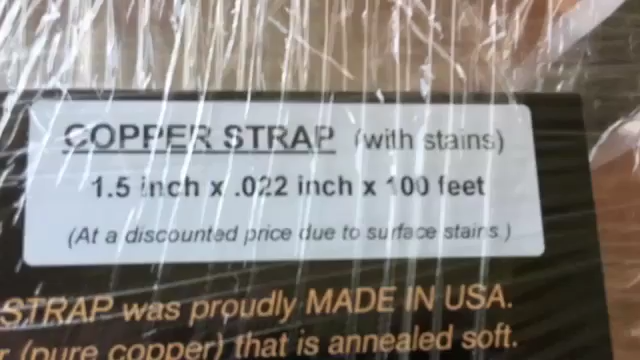 COPPER STRAP (with stains)
1.5 inch x .022 inch x 100 feet
(At a discounted price due to surface stains.)
STRAP was proudly MADE IN USA.
(pure copper) that is annealed soft.